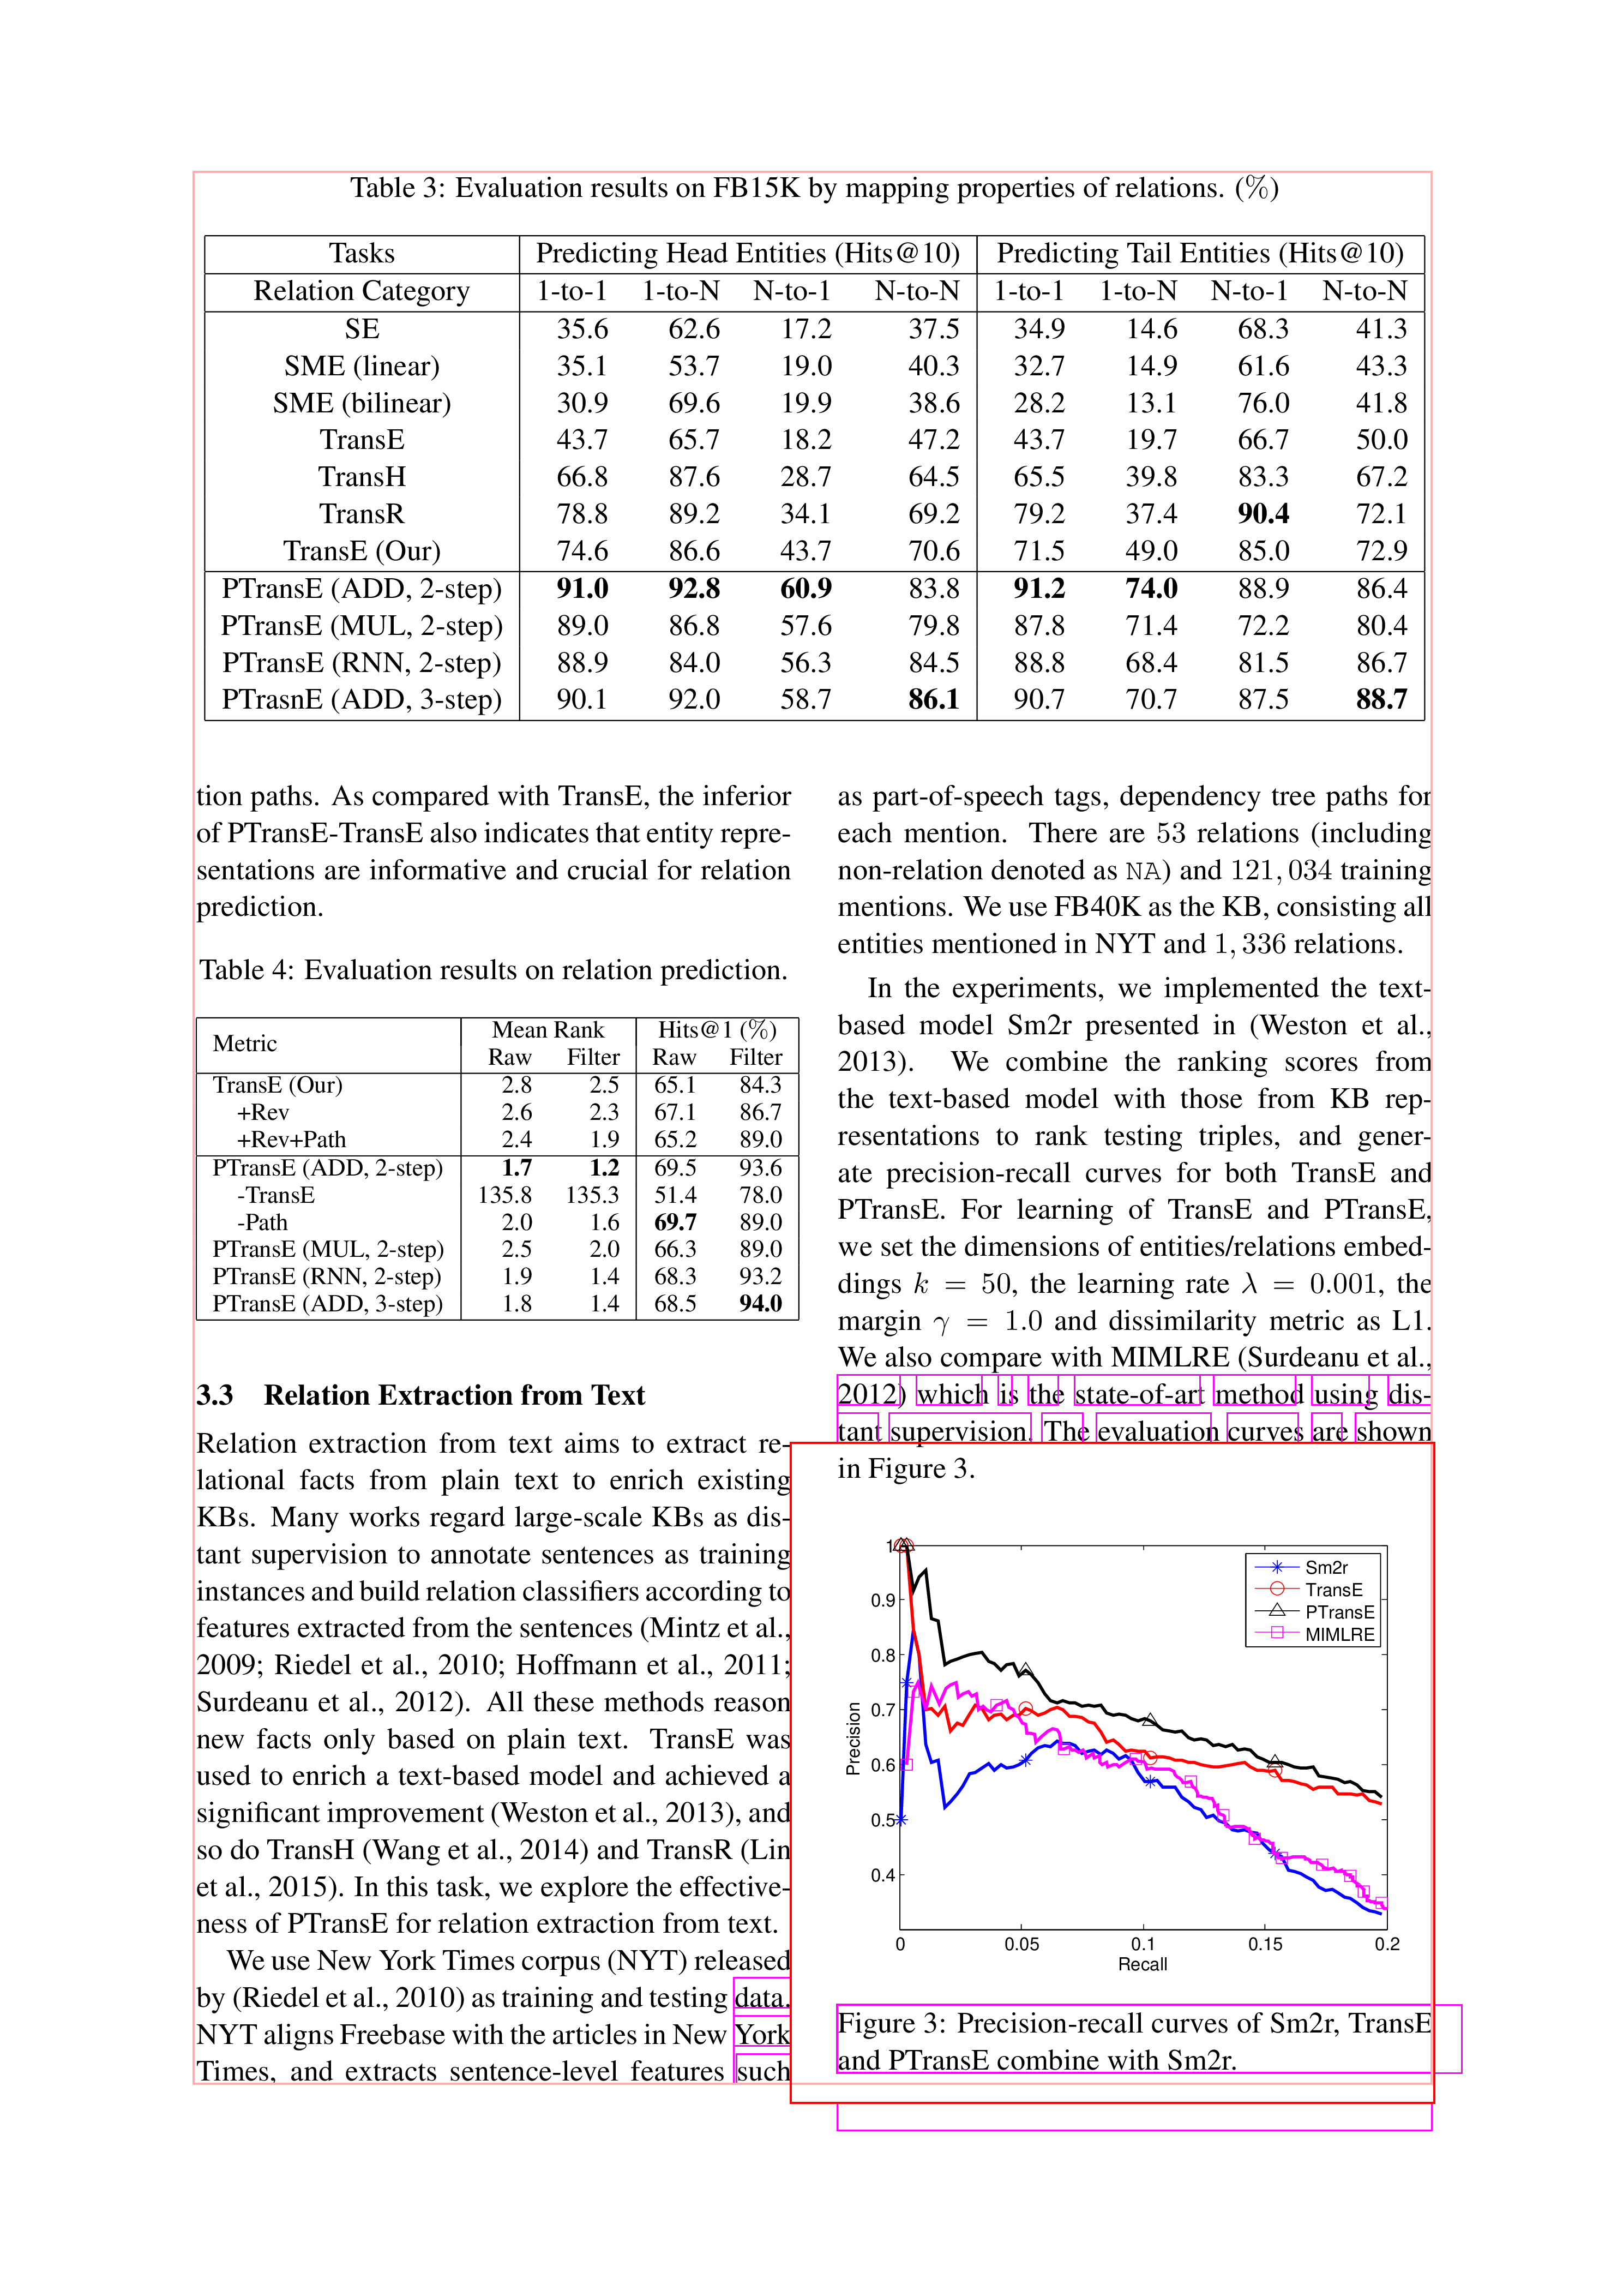 Table 3: Evaluation results on FB15K by mapping properties of relations. (%)
Tasks Predicting Head Entities (Hits@10) Predicting Tail Entities (Hits@10)
Relation Category 1-to-1 1-to-N N-to-1 N-to-N 1-to-1 1-to-N N-to-1 N-to-N
SE 35.6 62.6 17.2 37.5 34.9 14.6 68.3 41.3
SME (linear) 35.1 53.7 19.0 40.3 32.7 14.9 61.6 43.3
SME (bilinear) 30.9 69.6 19.9 38.6 28.2 13.1 76.0 41.8
TransE 43.7 65.7 18.2 47.2 43.7 19.7 66.7 50.0
TransH 66.8 87.6 28.7 64.5 65.5 39.8 83.3 67.2
TransR 78.8 89.2 34.1 69.2 79.2 37.4 90.4 72.1
TransE (Our) 74.6 86.6 43.7 70.6 71.5 49.0 85.0 72.9
PTransE (ADD, 2-step) 91.0 92.8 60.9 83.8 91.2 74.0 88.9 86.4
PTransE (MUL, 2-step) 89.0 86.8 57.6 79.8 87.8 71.4 72.2 80.4
PTransE (RNN, 2-step) 88.9 84.0 56.3 84.5 88.8 68.4 81.5 86.7
PTrasnE (ADD, 3-step) 90.1 92.0 58.7 86.1 90.7 70.7 87.5 88.7
tion paths. As compared with TransE, the inferior
of PTransE-TransE also indicates that entity repre-
sentations are informative and crucial for relation
prediction.
Table 4: Evaluation results on relation prediction.
Metric Mean Rank Hits@1 (%)
Raw Filter Raw Filter
TransE (Our) 2.8 2.5 65.1 84.3
+Rev 2.6 2.3 67.1 86.7
+Rev+Path 2.4 1.9 65.2 89.0
PTransE (ADD, 2-step) 1.7 1.2 69.5 93.6
-TransE 135.8 135.3 51.4 78.0
-Path 2.0 1.6 69.7 89.0
PTransE (MUL, 2-step) 2.5 2.0 66.3 89.0
PTransE (RNN, 2-step) 1.9 1.4 68.3 93.2
PTransE (ADD, 3-step) 1.8 1.4 68.5 94.0
3.3 Relation Extraction from Text
Relation extraction from text aims to extract re-
lational facts from plain text to enrich existing
KBs. Many works regard large-scale KBs as dis-
tant supervision to annotate sentences as training
instances and build relation classifiers according to
features extracted from the sentences (Mintz et al.,
2009; Riedel et al., 2010; Hoffmann et al., 2011;
Surdeanu et al., 2012). All these methods reason
new facts only based on plain text. TransE was
used to enrich a text-based model and achieved a
significant improvement (Weston et al., 2013), and
so do TransH (Wang et al., 2014) and TransR (Lin
et al., 2015). In this task, we explore the effective-
ness of PTransE for relation extraction from text.
We use New York Times corpus (NYT) released
by (Riedel et al., 2010) as training and testing data.
NYT aligns Freebase with the articles in New York
Times, and extracts sentence-level features such
as part-of-speech tags, dependency tree paths for
each mention. There are 53 relations (including
non-relation denoted as NA) and 121, 034 training
mentions. We use FB40K as the KB, consisting all
entities mentioned in NYT and 1, 336 relations.
In the experiments, we implemented the text-
based model Sm2r presented in (Weston et al.,
2013). We combine the ranking scores from
the text-based model with those from KB rep-
resentations to rank testing triples, and gener-
ate precision-recall curves for both TransE and
PTransE. For learning of TransE and PTransE,
we set the dimensions of entities/relations embed-
dings k = 50, the learning rate λ = 0.001, the
margin γ = 1.0 and dissimilarity metric as L1.
We also compare with MIMLRE (Surdeanu et al.,
2012) which is the state-of-art method using dis-
tant supervision. The evaluation curves are shown
in Figure 3.
1
0.9
0.8
0.7
0.6
0.5
0.4
Precision
Sm2r
TransE
PTransE
MIMLRE
0 0.05 0.1 0.15 0.2
Recall
Figure 3: Precision-recall curves of Sm2r, TransE
and PTransE combine with Sm2r.